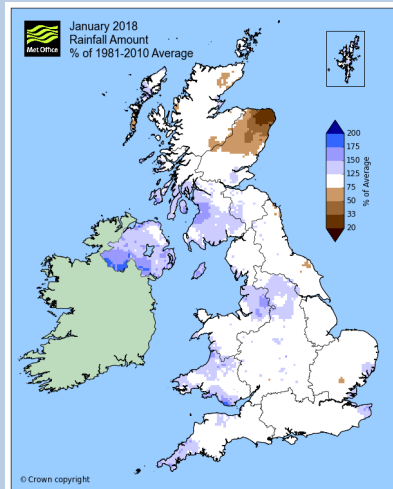 Met Office
January 2018
Rainfall Amount
% of 1981-2010 Average
200
175
150
125
75
50
33
20
% of Average
© Crown copyright